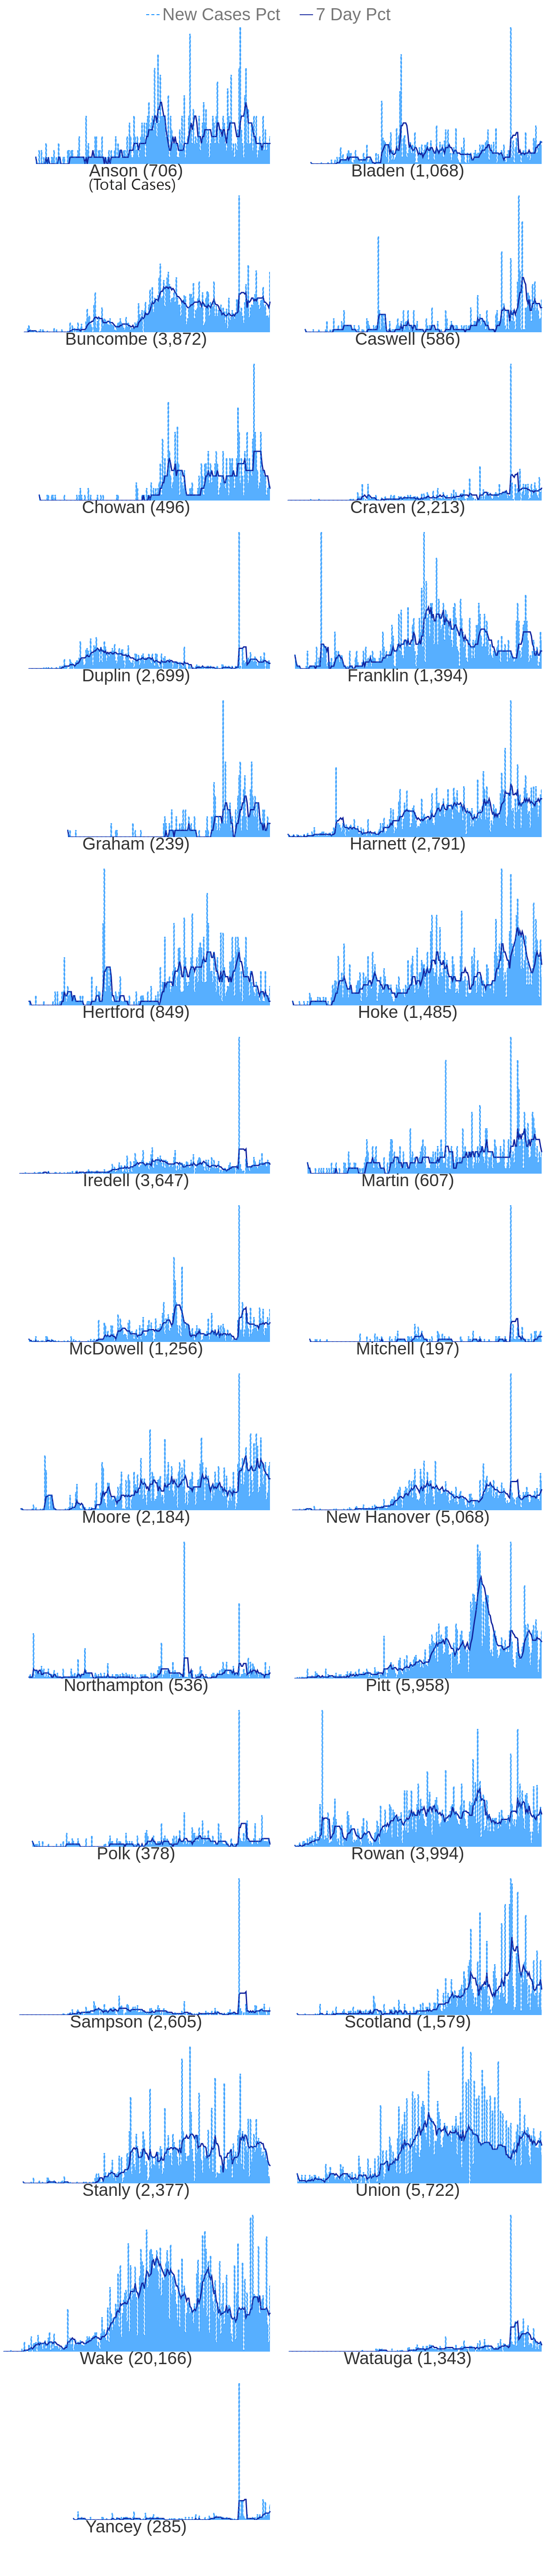 New Cases Pct 7 Day Pct
Anson (706) Bladen (1,068)
(Total Cases)
Buncombe (3,872) Caswell (586)
Chowan (496) Craven (2,213)
Duplin (2,699) Franklin (1,394)
Graham (239) Harnett (2,791)
Hertford (849) Hoke (1,485)
Iredell (3,647) Martin (607)
McDowell (1,256) Mitchell (197)
Moore (2,184) New Hanover (5,068)
Northampton (536) Pitt (5,958)
Polk (378) Rowan (3,994)
Sampson (2,605) Scotland (1,579)
Stanly (2,377) Union (5,722)
Wake (20,166) Watauga (1,343)
Yancey (285)